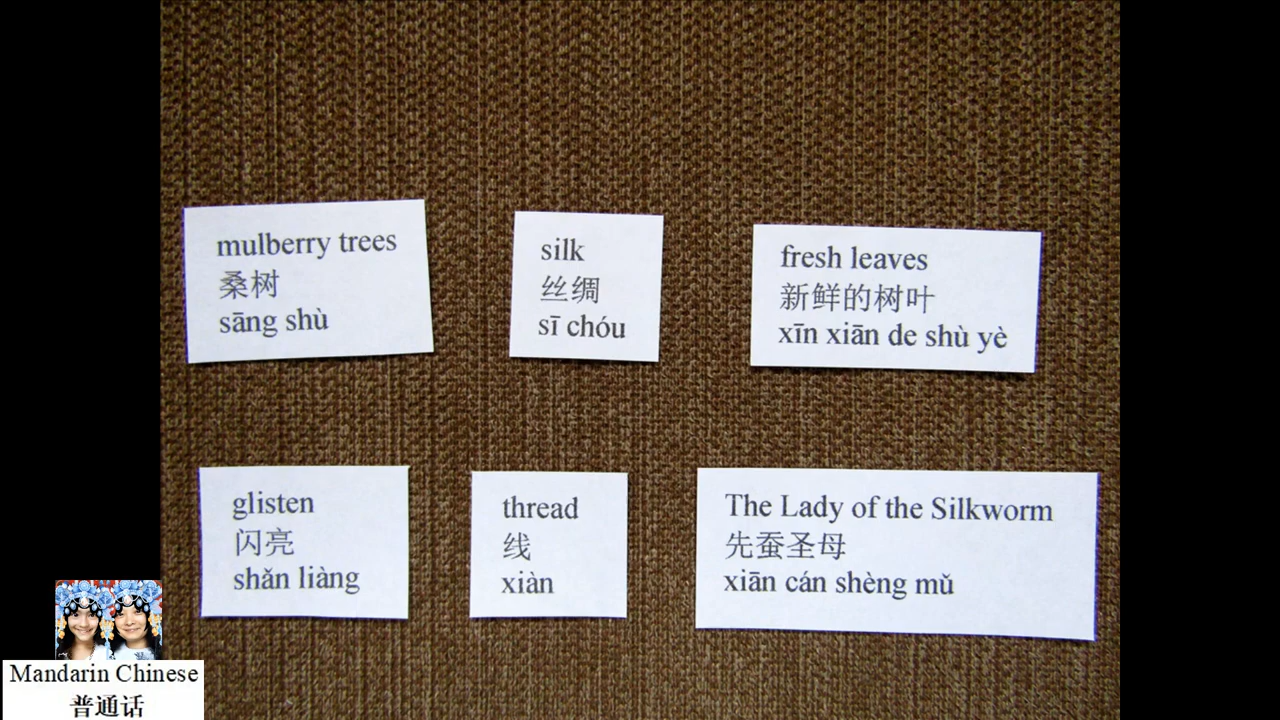 mulberry trees
桑树
sāng shù
silk
丝绸
sī chóu
fresh leaves
新鲜的树叶
xīn xiān de shù yè
glisten
闪亮
shǎn liàng
thread
线
xiàn
The Lady of the Silkworm
先蚕圣母
xiān cán shèng mǔ
Mandarin Chinese
普通话